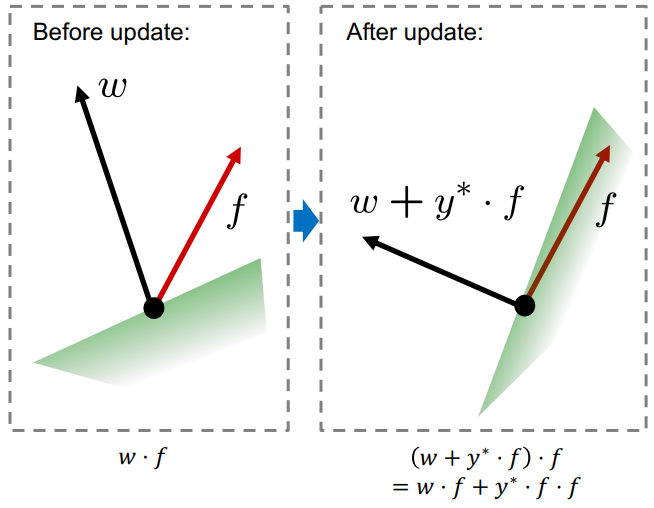 Before update:
w
f
After update:
w + y* · f
f
w · f
(w + y* · f) · f
= w · f + y* · f · f